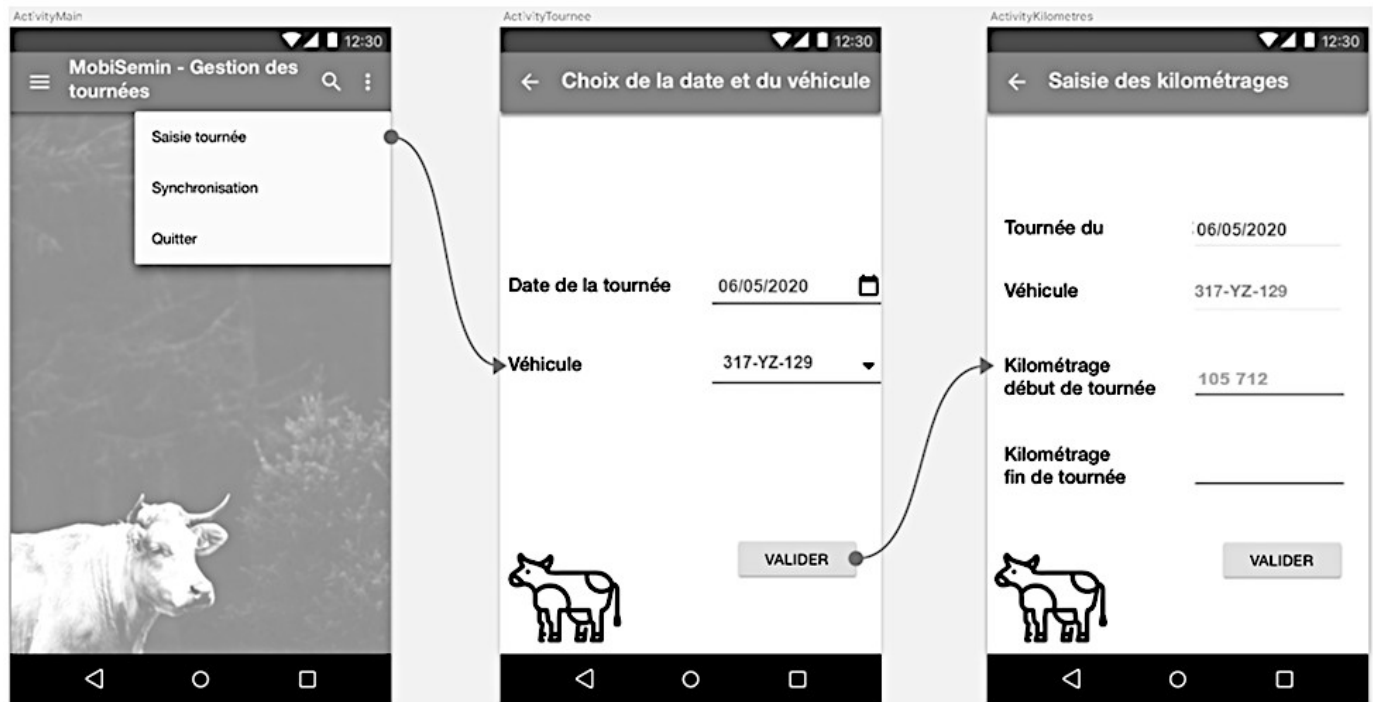 ActivityMain
12:30
MobiSemin - Gestion des
tournées
Saisie tournée
Synchronisation
Quitter
ActivityTournee
12:30
Choix de la date et du véhicule
Date de la tournée
06/05/2020
Véhicule
317-YZ-129
VALIDER
ActivityKilometres
12:30
Saisie des kilométrages
Tournée du
06/05/2020
Véhicule
317-YZ-129
Kilométrage
début de tournée
105 712
Kilométrage
fin de tournée
VALIDER